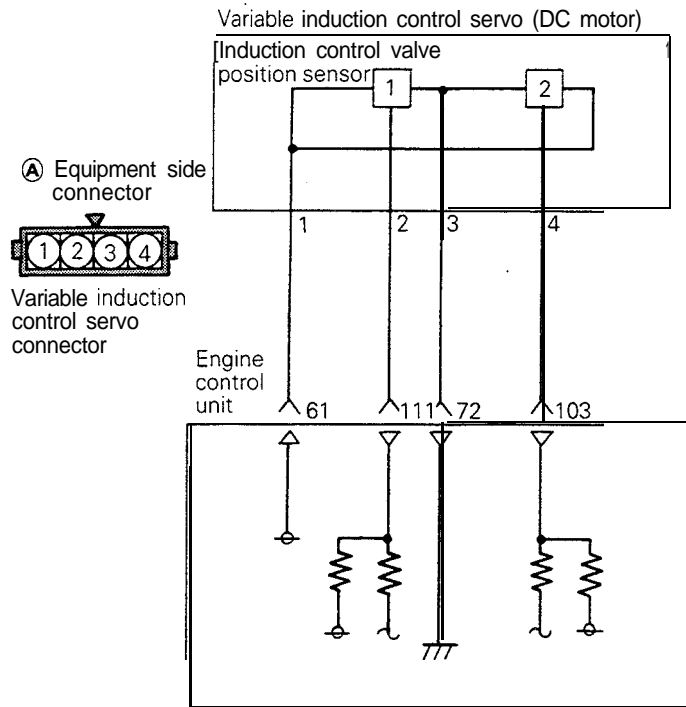 Variable induction control servo (DC motor)
[Induction control valve
position sensor
1
2
Ⓐ Equipment side
connector
1 2 3 4
1 2 3 4
Variable induction
control servo
connector
Engine
control
unit
61 111 72 103